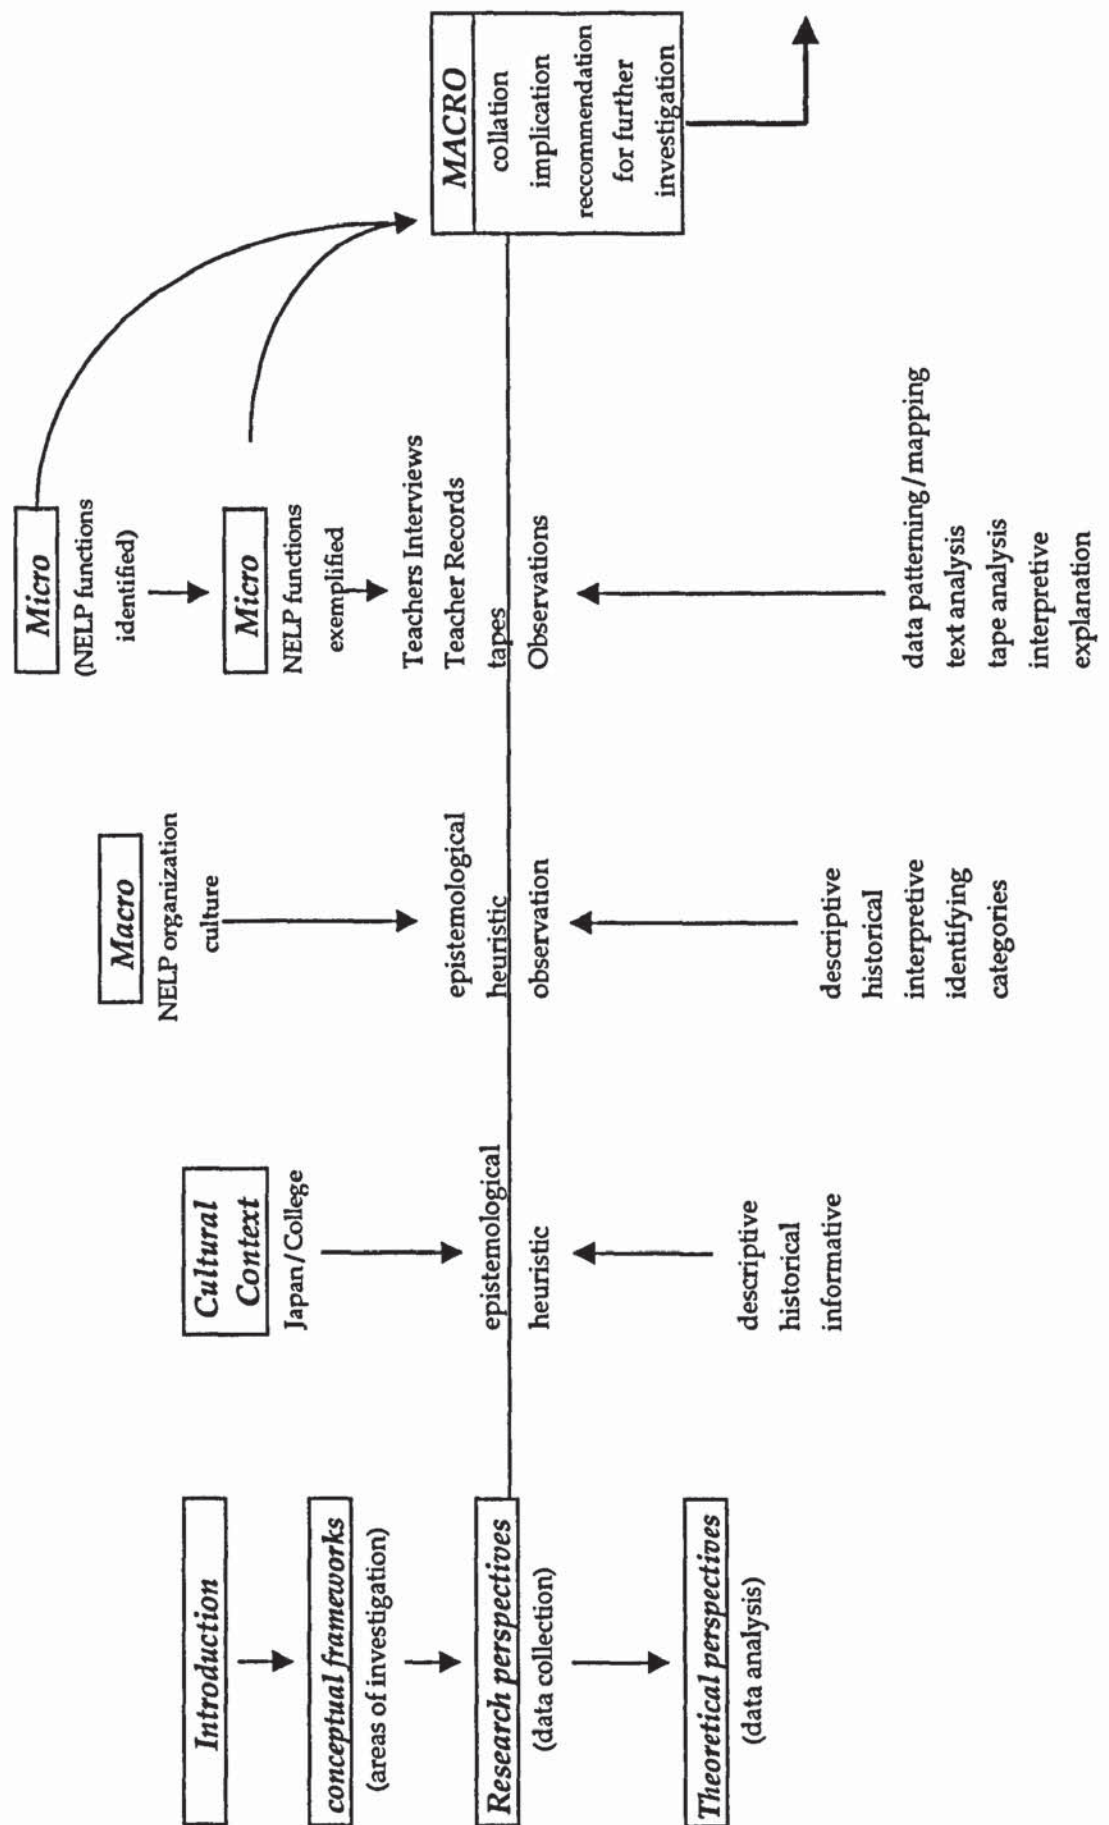 Introduction
conceptual frameworks
(areas of investigation)
Research perspectives
(data collection)
Theoretical perspectives
(data analysis)
Cultural
Context
Japan/College
epistemological
heuristic
descriptive
historical
informative
Macro
NELP organization
culture
epistemological
heuristic
observation
descriptive
historical
interpretive
identifying
categories
Micro
(NELP functions
identified)
Micro
NELP functions
exemplified
Teachers Interviews
Teacher Records
tapes
Observations
data patterning/mapping
text analysis
tape analysis
interpretive
explanation
MACRO
collation
implication
reccommendation
for further
investigation